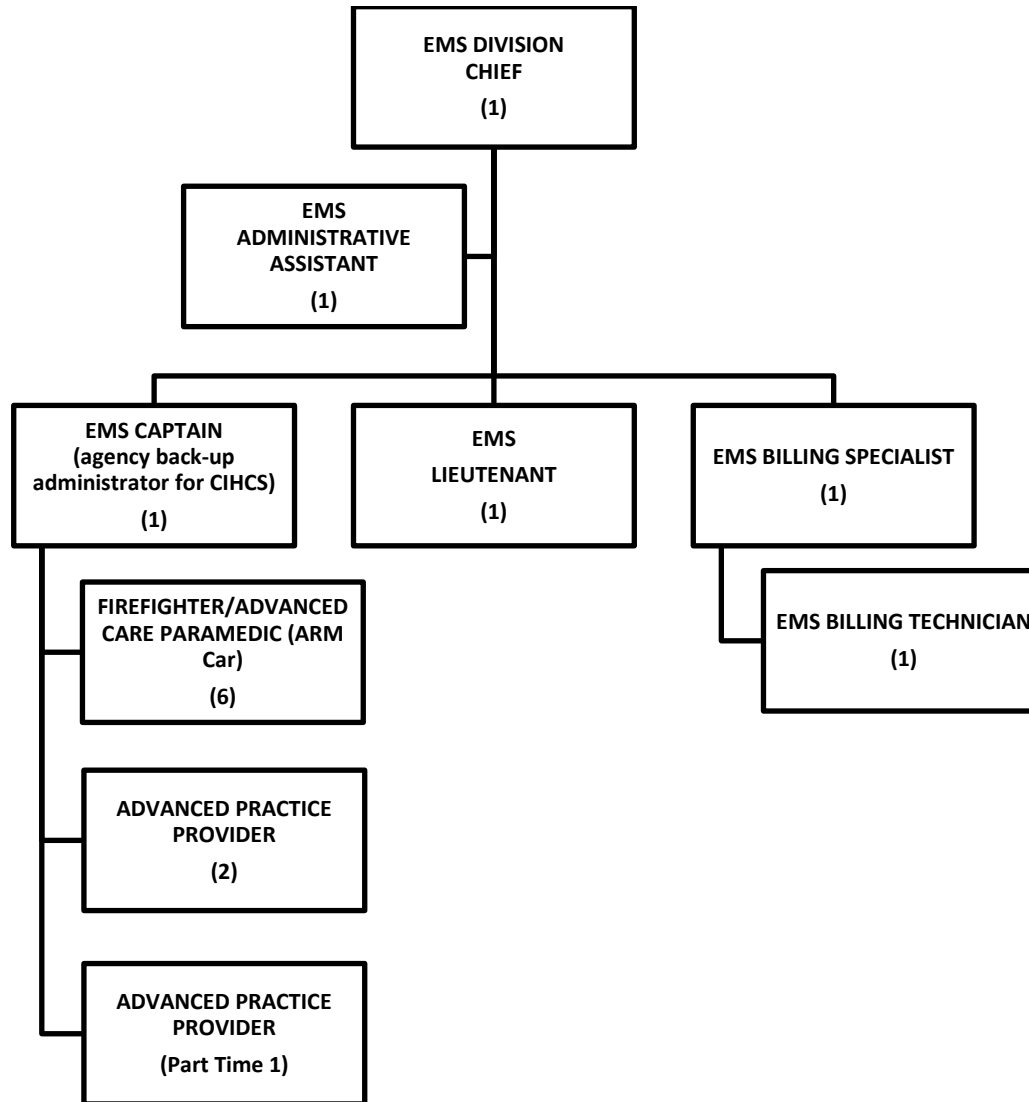 EMS DIVISION
CHIEF
(1)
EMS
ADMINISTRATIVE
ASSISTANT
(1)
EMS CAPTAIN
(agency back-up
administrator for CIHCS)
(1)
EMS
LIEUTENANT
(1)
EMS BILLING SPECIALIST
(1)
FIREFIGHTER/ADVANCED
CARE PARAMEDIC (ARM
Car)
(6)
EMS BILLING TECHNICIAN
(1)
ADVANCED PRACTICE
PROVIDER
(2)
ADVANCED PRACTICE
PROVIDER
(Part Time 1)